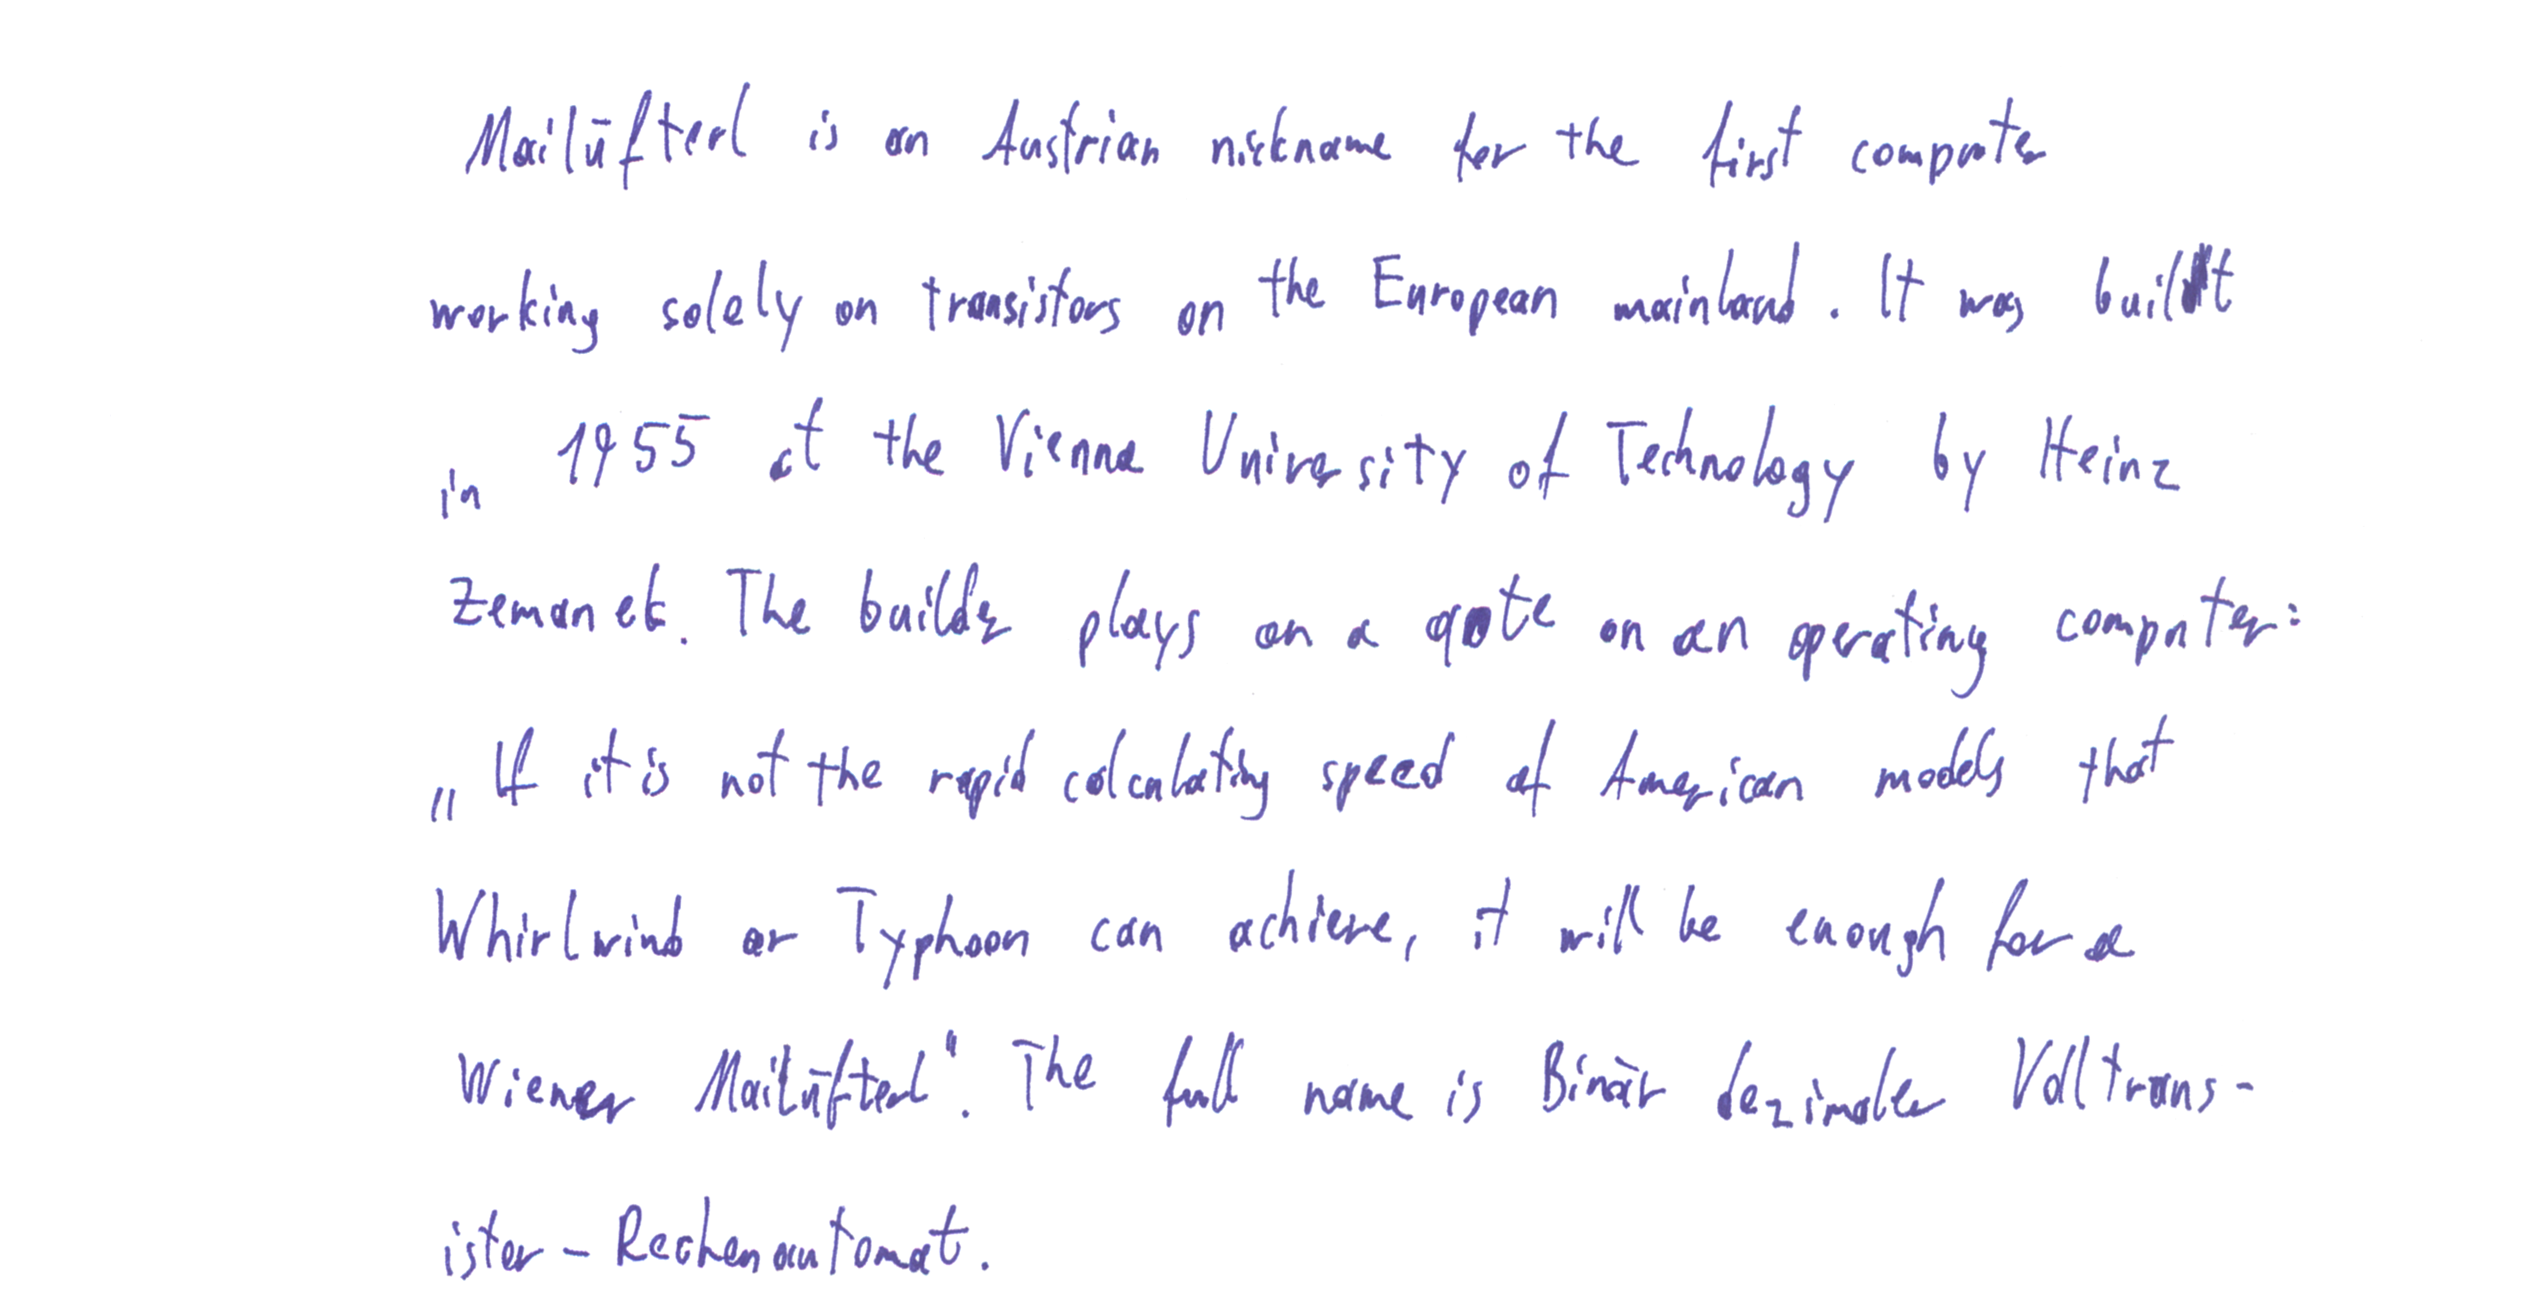 Mailüfterl is an Austrian nickname for the first computer
working solely on transistors on the European mainland. It was built
in 1955 at the Vienna University of Technology by Heinz
Zemanek. The builder plays on a qote on an operating computer:
„If it is not the rapid calculating speed of American models that
Whirlwind or Typhoon can achieve, it will be enough for a
Wiener Mailüfterl". The full name is Binär dezimaler Volltrans-
istor-Rechenautomat.